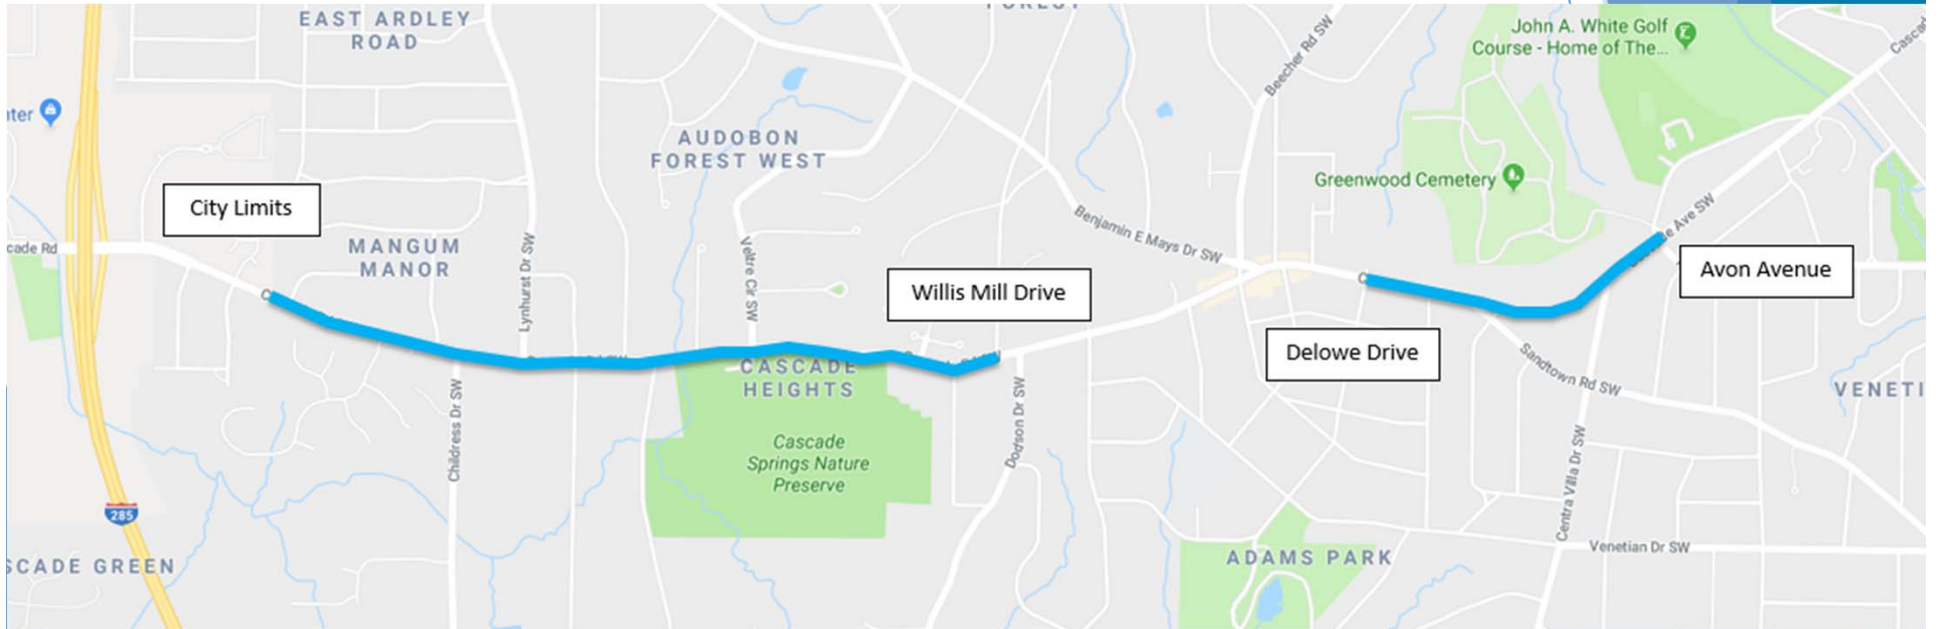 EAST ARDLEY
ROAD
FOREST
John A. White Golf
Course - Home of The...
Beecher Rd SW
nter
AUDOBON
FOREST WEST
Greenwood Cemetery
City Limits
cade Rd
MANGUM
MANOR
Lynhurst Dr SW
Veltre Cir SW
Benjamin E Mays Dr SW
Ave SW
Avon Avenue
Willis Mill Drive
Delowe Drive
CASCADE
HEIGHTS
Sandtown Rd SW
VENETI
Childress Dr SW
Dodson Dr SW
Cascade
Springs Nature
Preserve
Centra Villa Dr SW
285
SCADE GREEN
ADAMS PARK
Venetian Dr SW